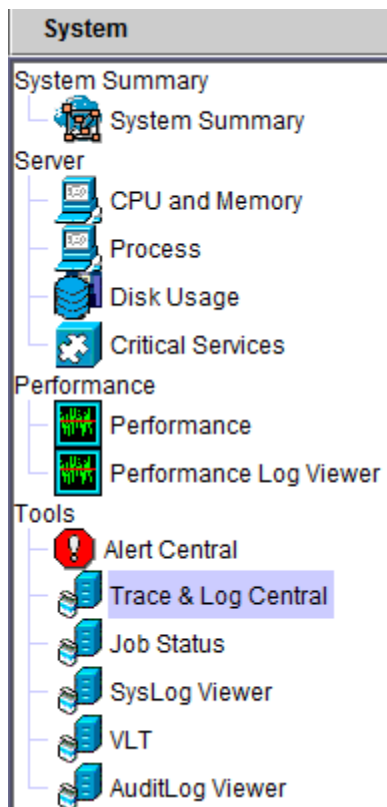 System
System Summary
System Summary
Server
CPU and Memory
Process
Disk Usage
Critical Services
Performance
Performance
Performance Log Viewer
Tools
Alert Central
Trace & Log Central
Job Status
SysLog Viewer
VLT
AuditLog Viewer